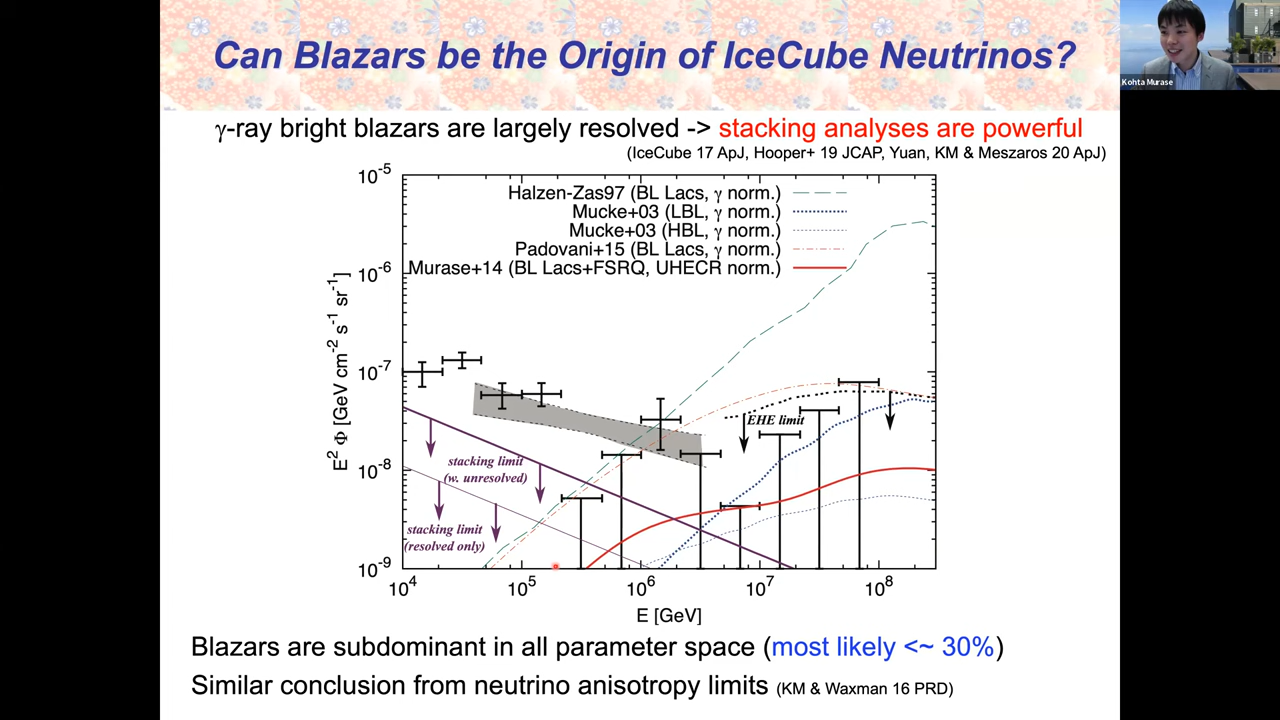 Can Blazars be the Origin of IceCube Neutrinos?
Kohta Murase
γ-ray bright blazars are largely resolved -> stacking analyses are powerful
(IceCube 17 ApJ, Hooper+ 19 JCAP, Yuan, KM & Meszaros 20 ApJ)
Halzen-Zas97 (BL Lacs, γ norm.)
Mucke+03 (LBL, γ norm.)
Mucke+03 (HBL, γ norm.)
Padovani+15 (BL Lacs, γ norm.)
Murase+14 (BL Lacs+FSRQ, UHECR norm.)
10⁻⁵
10⁻⁶
10⁻⁷
10⁻⁸
10⁻⁹
E² Φ [GeV cm⁻² s⁻¹ sr⁻¹]
EHE limit
stacking limit
(w. unresolved)
stacking limit
(resolved only)
10⁴ 10⁵ 10⁶ 10⁷ 10⁸
E [GeV]
Blazars are subdominant in all parameter space (most likely <~ 30%)
Similar conclusion from neutrino anisotropy limits (KM & Waxman 16 PRD)